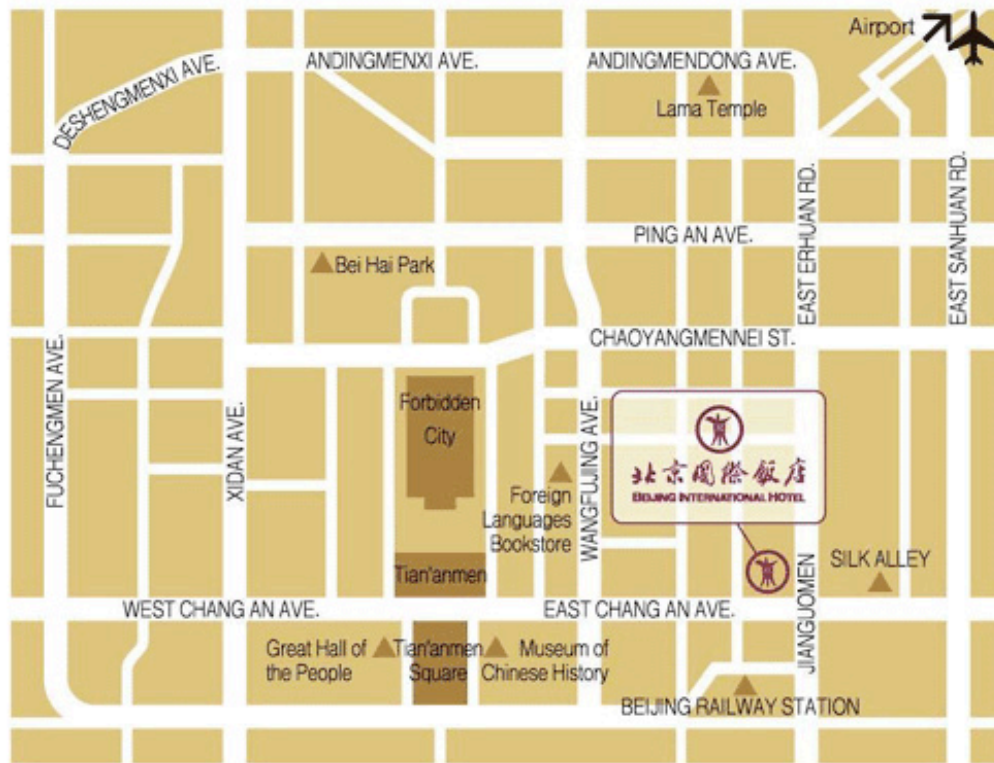 Airport
ANDINGMENXI AVE.
ANDINGMENDONG AVE.
DESHENGMENXI AVE.
Lama Temple
PING AN AVE.
EAST ERHUAN RD.
EAST SANHUAN RD.
Bei Hai Park
CHAOYANGMENNEI ST.
FUCHENGMEN AVE.
XIDAN AVE.
Forbidden
City
WANGFUJING AVE.
北京國際飯店
BEIJING INTERNATIONAL HOTEL
Foreign
Languages
Bookstore
Tian'anmen
SILK ALLEY
WEST CHANG AN AVE.
EAST CHANG AN AVE.
JIANGUOMEN
Great Hall of
the People
Tian'anmen
Square
Museum of
Chinese History
BEIJING RAILWAY STATION